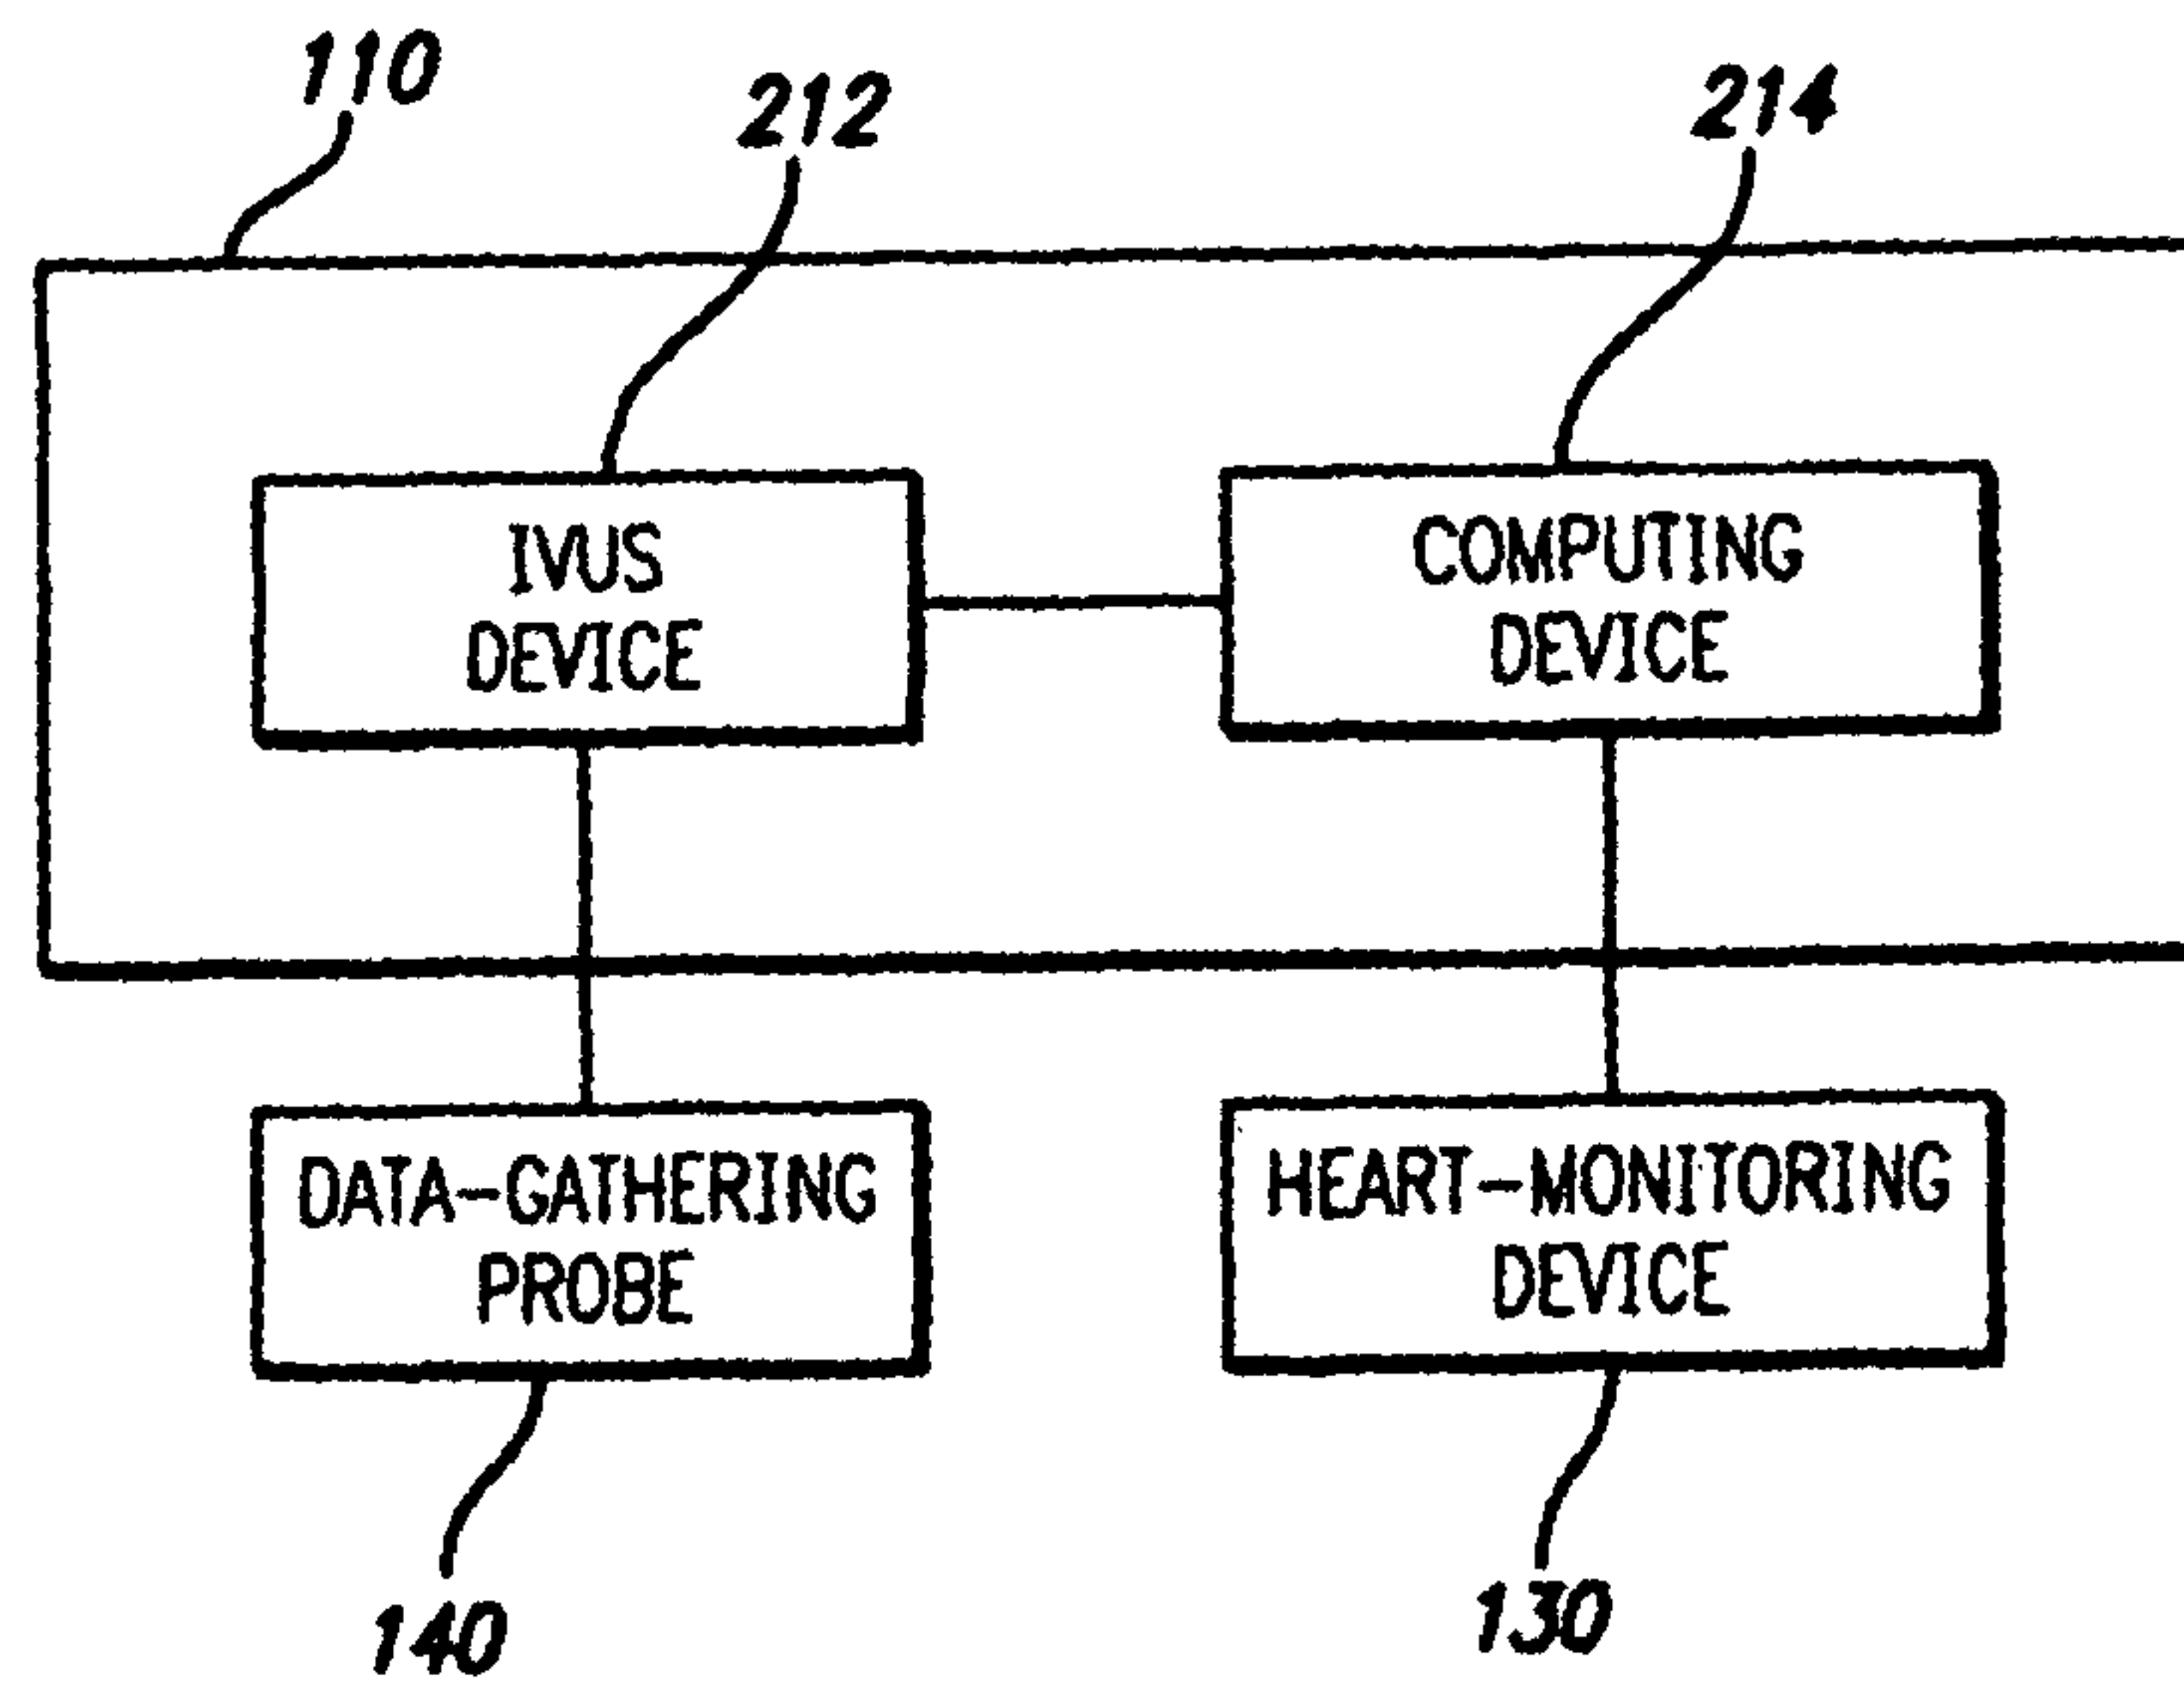 110
212
214
IVUS
DEVICE
COMPUTING
DEVICE
DATA-GATHERING
PROBE
HEART-MONITORING
DEVICE
140
130